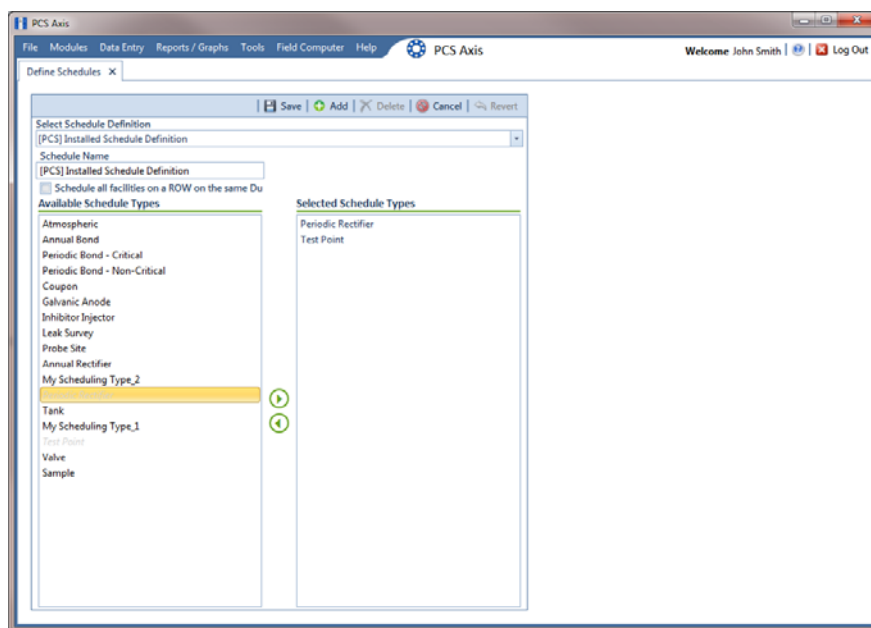 PCS Axis
File Modules Data Entry Reports / Graphs Tools Field Computer Help PCS Axis Welcome John Smith Log Out
Define Schedules X
Save Add Delete Cancel Revert
Select Schedule Definition
[PCS] Installed Schedule Definition
Schedule Name
[PCS] Installed Schedule Definition
Schedule all facilities on a ROW on the same Du
Available Schedule Types Selected Schedule Types
Atmospheric Periodic Rectifier
Annual Bond Test Point
Periodic Bond - Critical
Periodic Bond - Non-Critical
Coupon
Galvanic Anode
Inhibitor Injector
Leak Survey
Probe Site
Annual Rectifier
My Scheduling Type_2
Tank
My Scheduling Type_1
Test Point
Valve
Sample